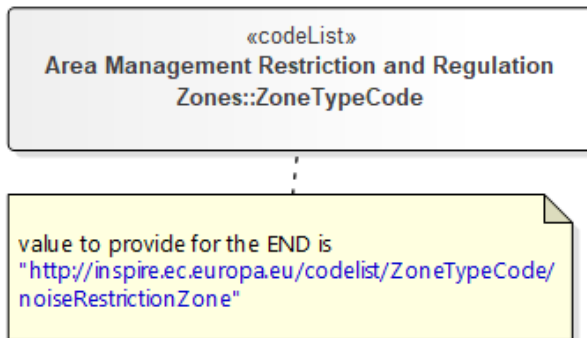 «codeList»
Area Management Restriction and Regulation
Zones::ZoneTypeCode
value to provide for the END is
"http://inspire.ec.europa.eu/codelist/ZoneTypeCode/
noiseRestrictionZone"